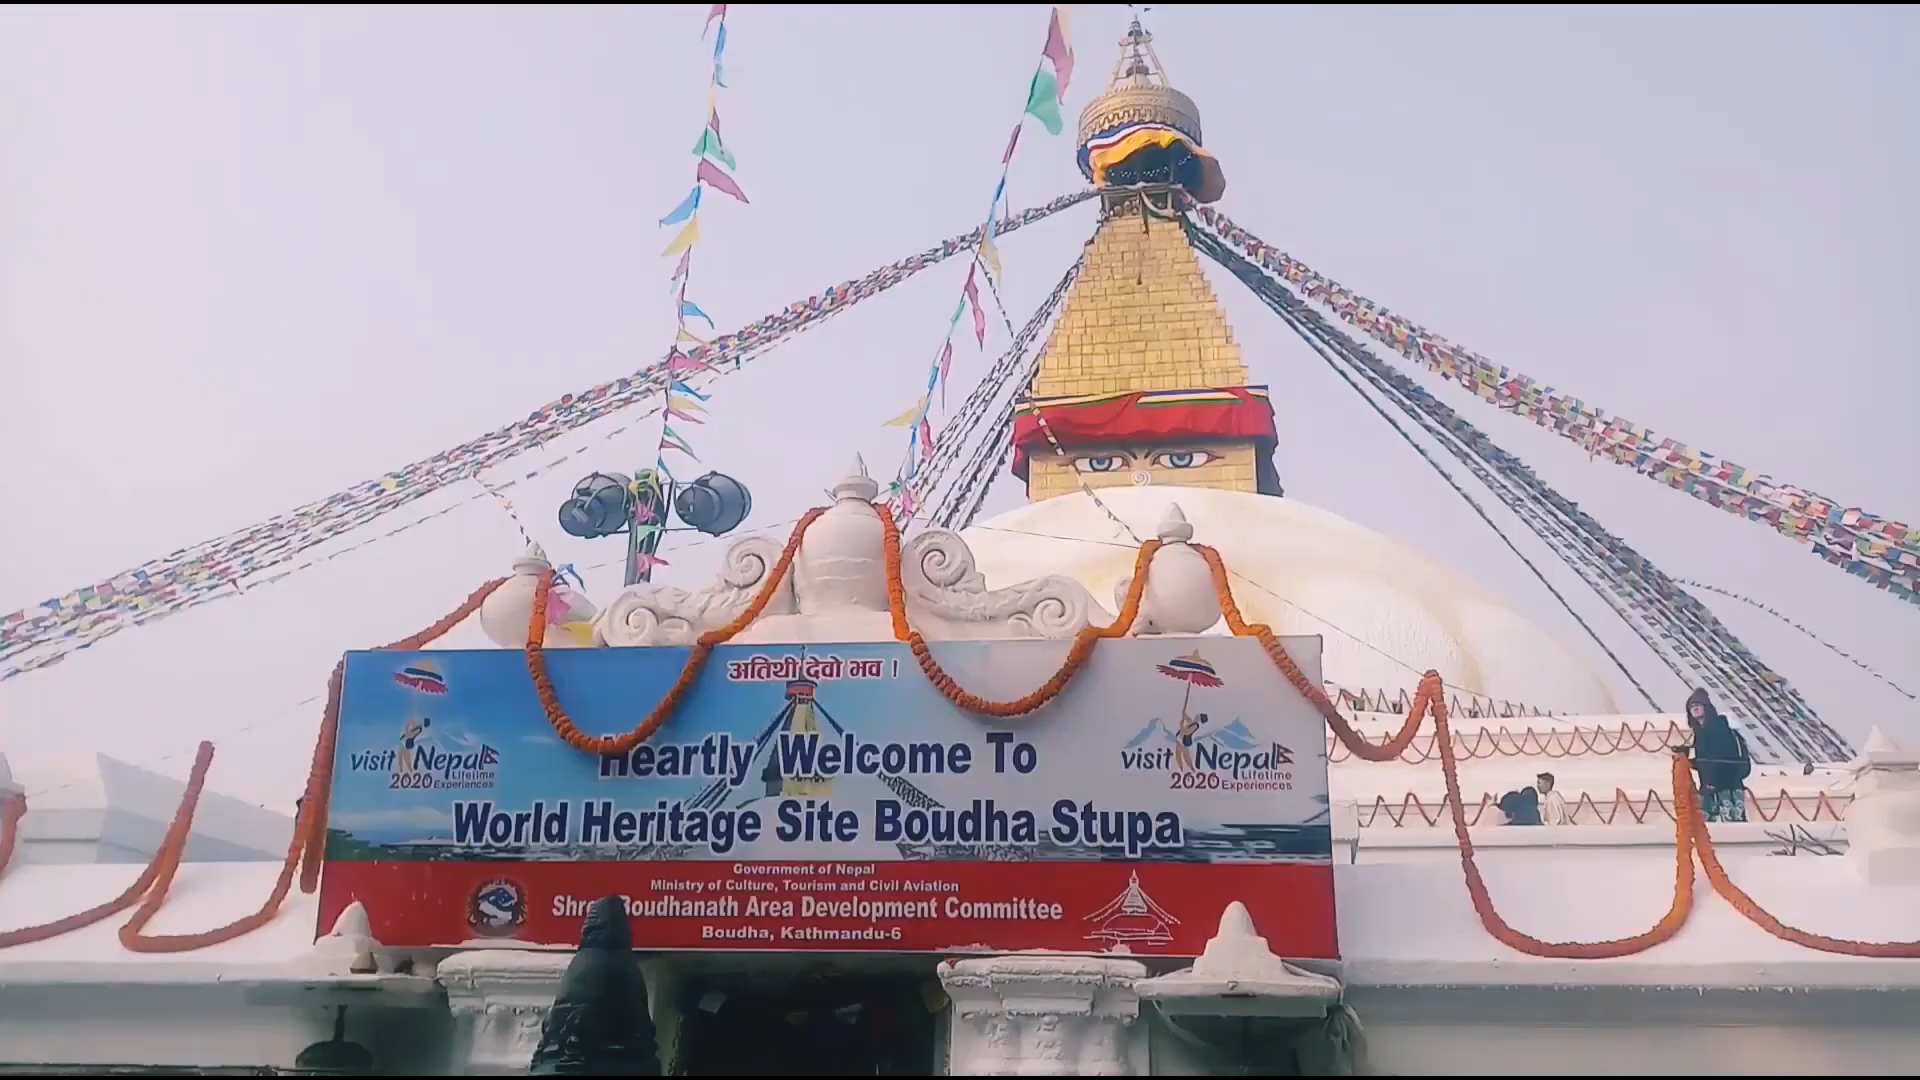 अतिथी देवो भव ।
visit Nepal
2020 Lifetime Experiences
visit Nepal
2020 Lifetime Experiences
Heartly Welcome To
World Heritage Site Boudha Stupa
Government of Nepal
Ministry of Culture, Tourism and Civil Aviation
Shree Boudhanath Area Development Committee
Boudha, Kathmandu-6